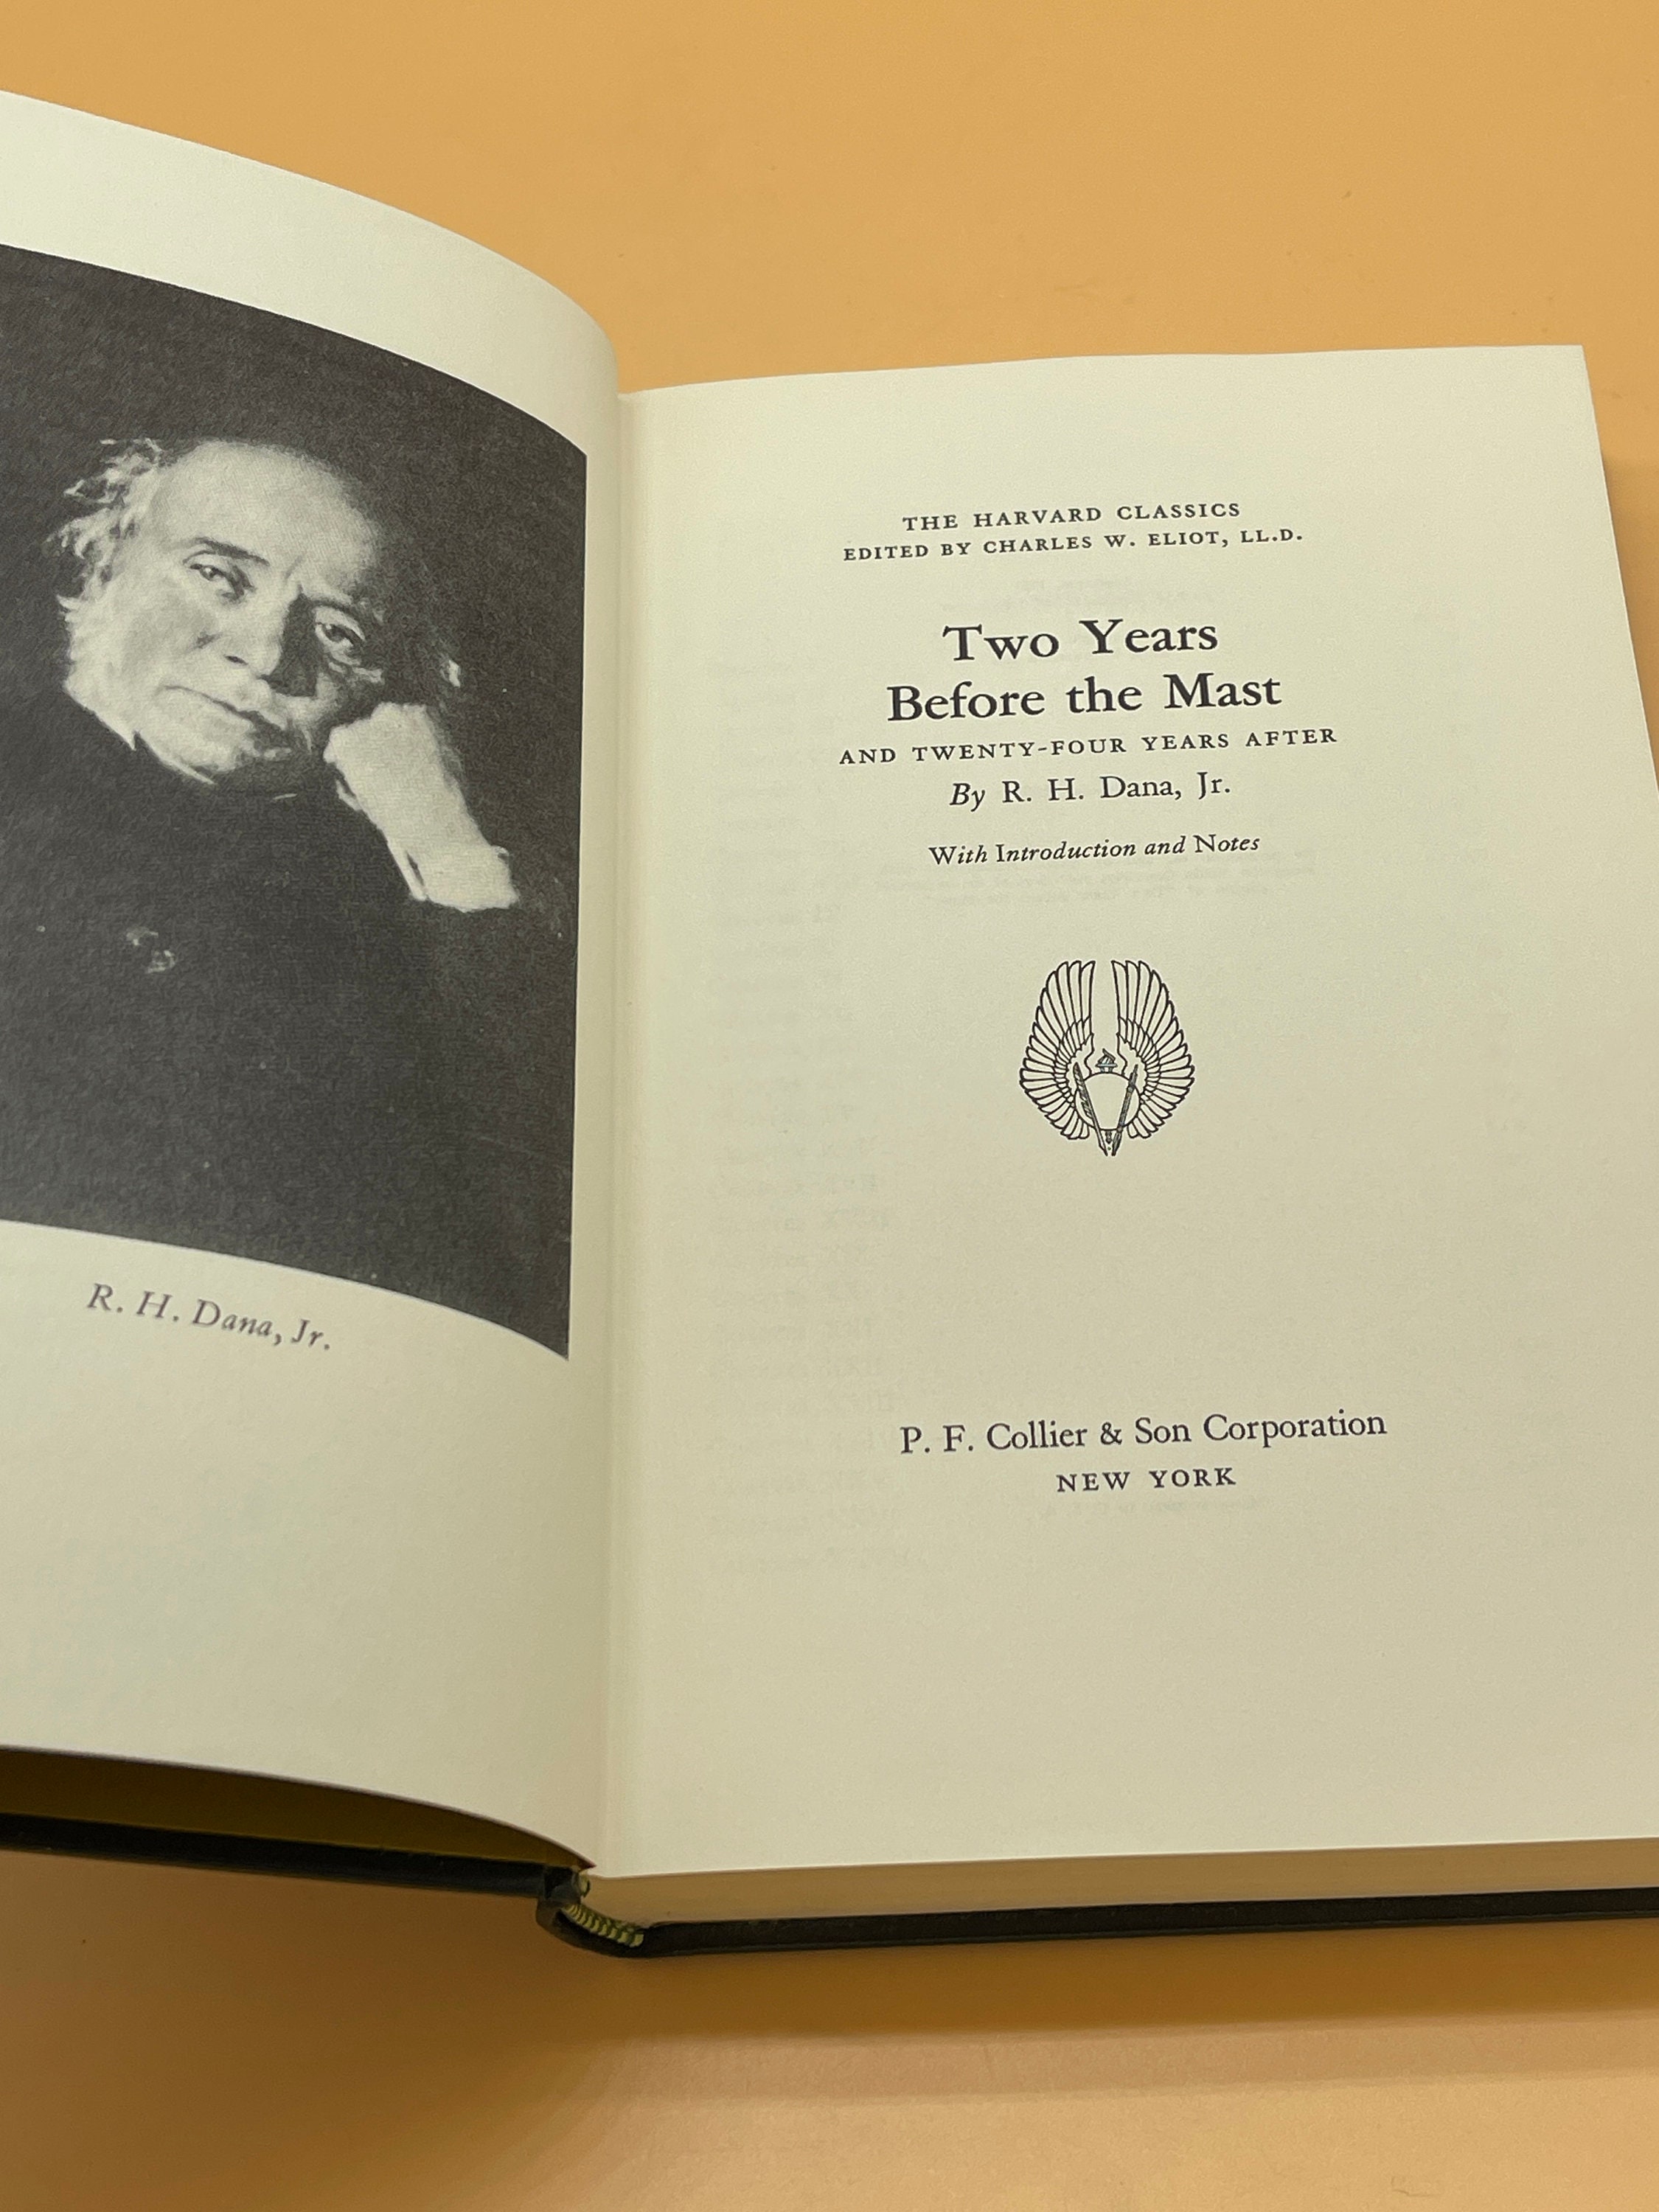 R. H. Dana, Jr.
THE HARVARD CLASSICS
EDITED BY CHARLES W. ELIOT, LL.D.
Two Years
Before the Mast
AND TWENTY-FOUR YEARS AFTER
By R. H. Dana, Jr.
With Introduction and Notes
P. F. Collier & Son Corporation
NEW YORK